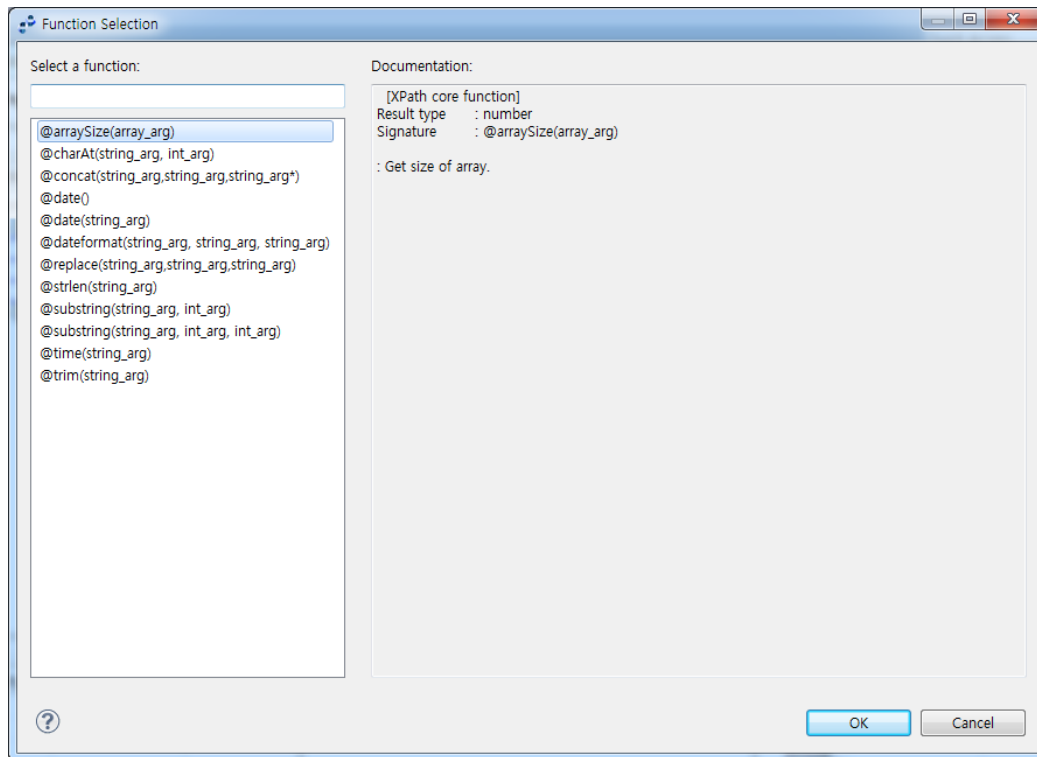 Function Selection
Select a function:
@arraySize(array_arg)
@charAt(string_arg, int_arg)
@concat(string_arg,string_arg,string_arg*)
@date()
@date(string_arg)
@dateformat(string_arg, string_arg, string_arg)
@replace(string_arg,string_arg,string_arg)
@strlen(string_arg)
@substring(string_arg, int_arg)
@substring(string_arg, int_arg, int_arg)
@time(string_arg)
@trim(string_arg)
Documentation:
[XPath core function]
Result type : number
Signature : @arraySize(array_arg)
: Get size of array.
OK
Cancel